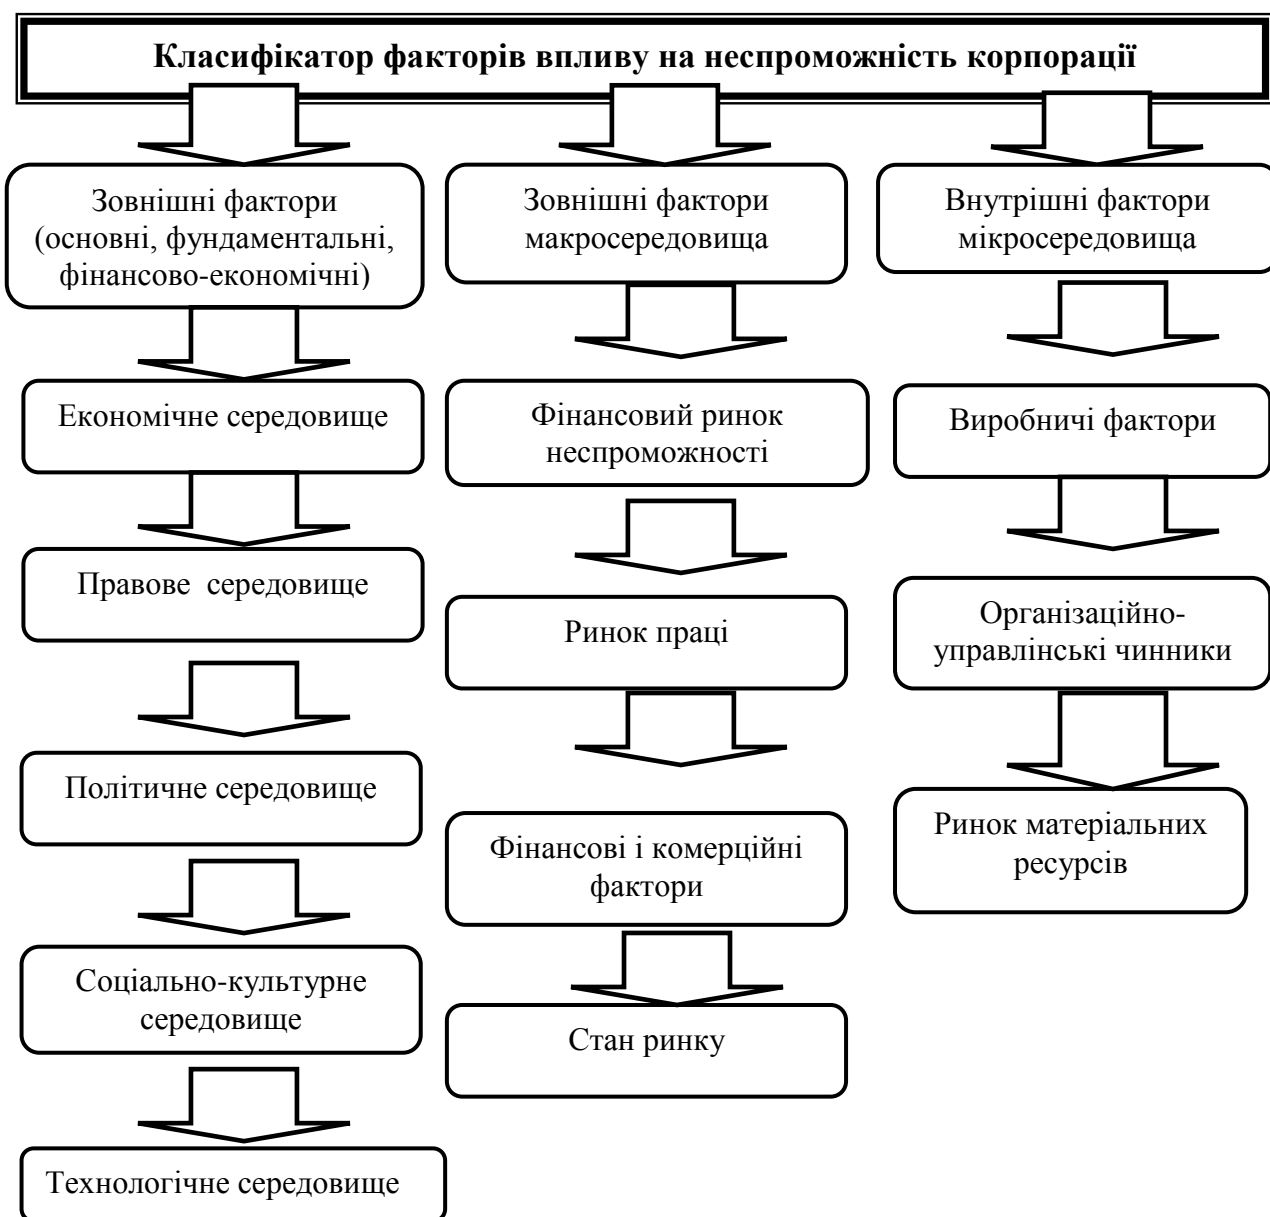 Класифікатор факторів впливу на неспроможність корпорації
Зовнішні фактори
(основні, фундаментальні,
фінансово-економічні)
Економічне середовище
Правове середовище
Політичне середовище
Соціально-культурне
середовище
Технологічне середовище
Зовнішні фактори
макросередовища
Фінансовий ринок
неспроможності
Ринок праці
Фінансові і комерційні
фактори
Стан ринку
Внутрішні фактори
мікросередовища
Виробничі фактори
Організаційно-
управлінські чинники
Ринок матеріальних
ресурсів